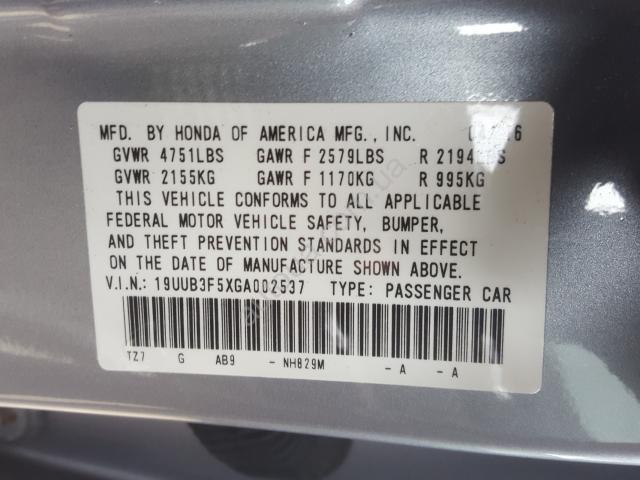 MFD. BY HONDA OF AMERICA MFG., INC.
GVWR 4751LBS GAWR F 2579LBS R 2194LBS
GVWR 2155KG GAWR F 1170KG R 995KG
THIS VEHICLE CONFORMS TO ALL APPLICABLE
FEDERAL MOTOR VEHICLE SAFETY, BUMPER,
AND THEFT PREVENTION STANDARDS IN EFFECT
ON THE DATE OF MANUFACTURE SHOWN ABOVE.
V.I.N.: 19UUB3F5XGA002537 TYPE: PASSENGER CAR
TZ7 G AB9 - NH829M - A - A